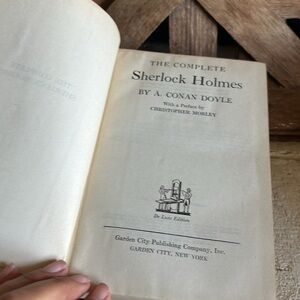 THE COMPLETE
Sherlock Holmes
BY A. CONAN DOYLE
With a Preface by
CHRISTOPHER MORLEY
De Luxe Edition
Garden City Publishing Company, Inc.
GARDEN CITY, NEW YORK